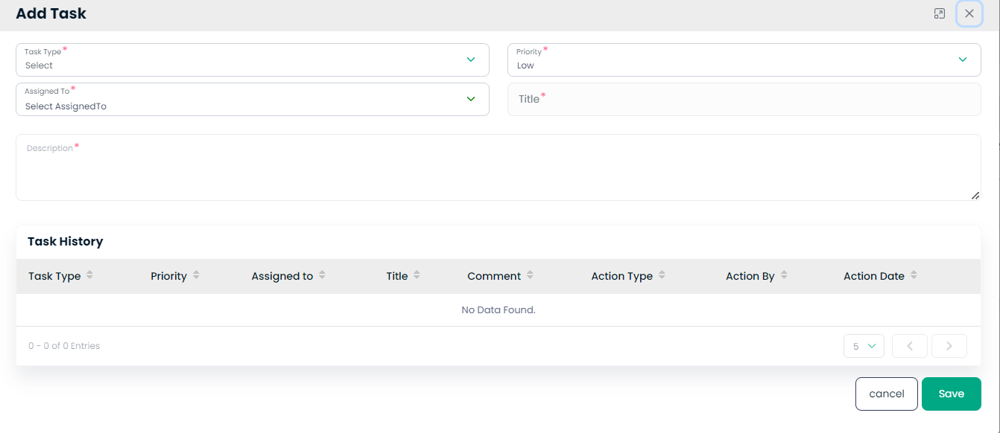 Add Task
Task Type* Priority*
Select Low
Assigned To* Title*
Select AssignedTo
Description*
Task History
Task Type Priority Assigned to Title Comment Action Type Action By Action Date
No Data Found.
0 - 0 of 0 Entries 5
cancel Save